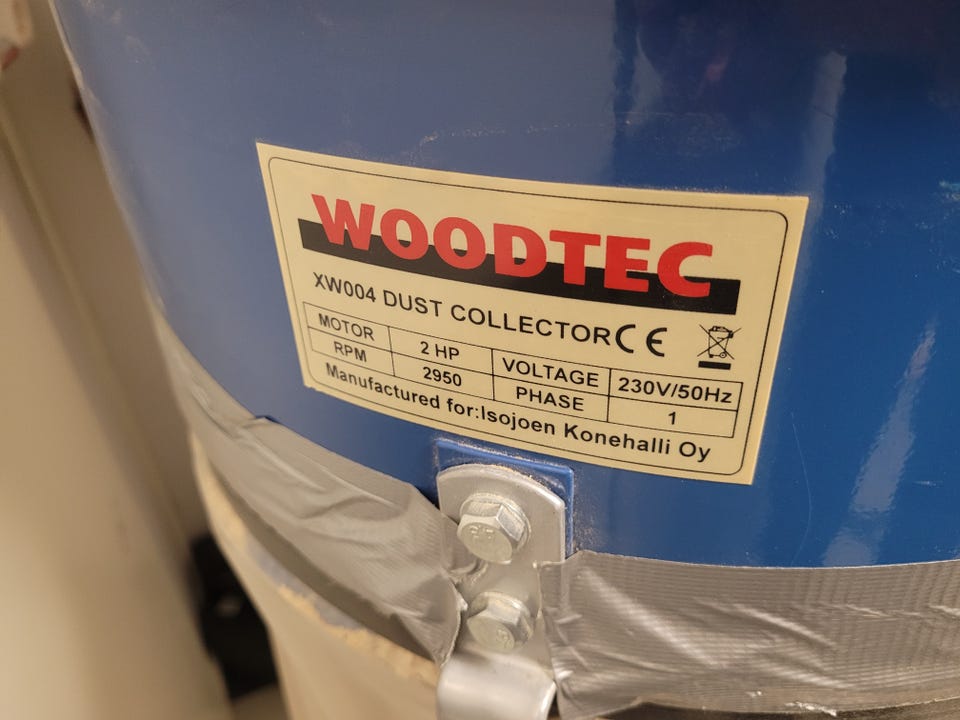 WOODTEC
XW004 DUST COLLECTOR CE
MOTOR 2 HP VOLTAGE 230V/50Hz
RPM 2950 PHASE 1
Manufactured for:Isojoen Konehalli Oy